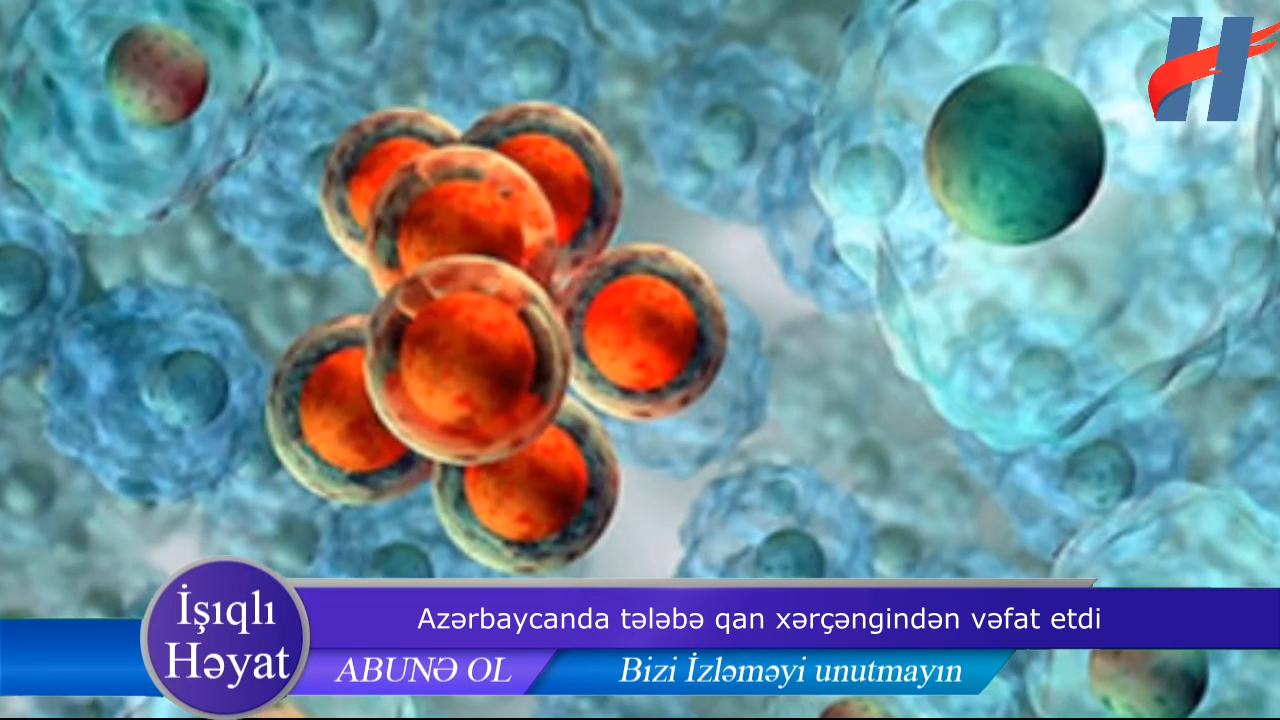 H
İşıqlı
Həyat
Azərbaycanda tələbə qan xərçəngindən vəfat etdi
ABUNƏ OL
Bizi İzləməyi unutmayın